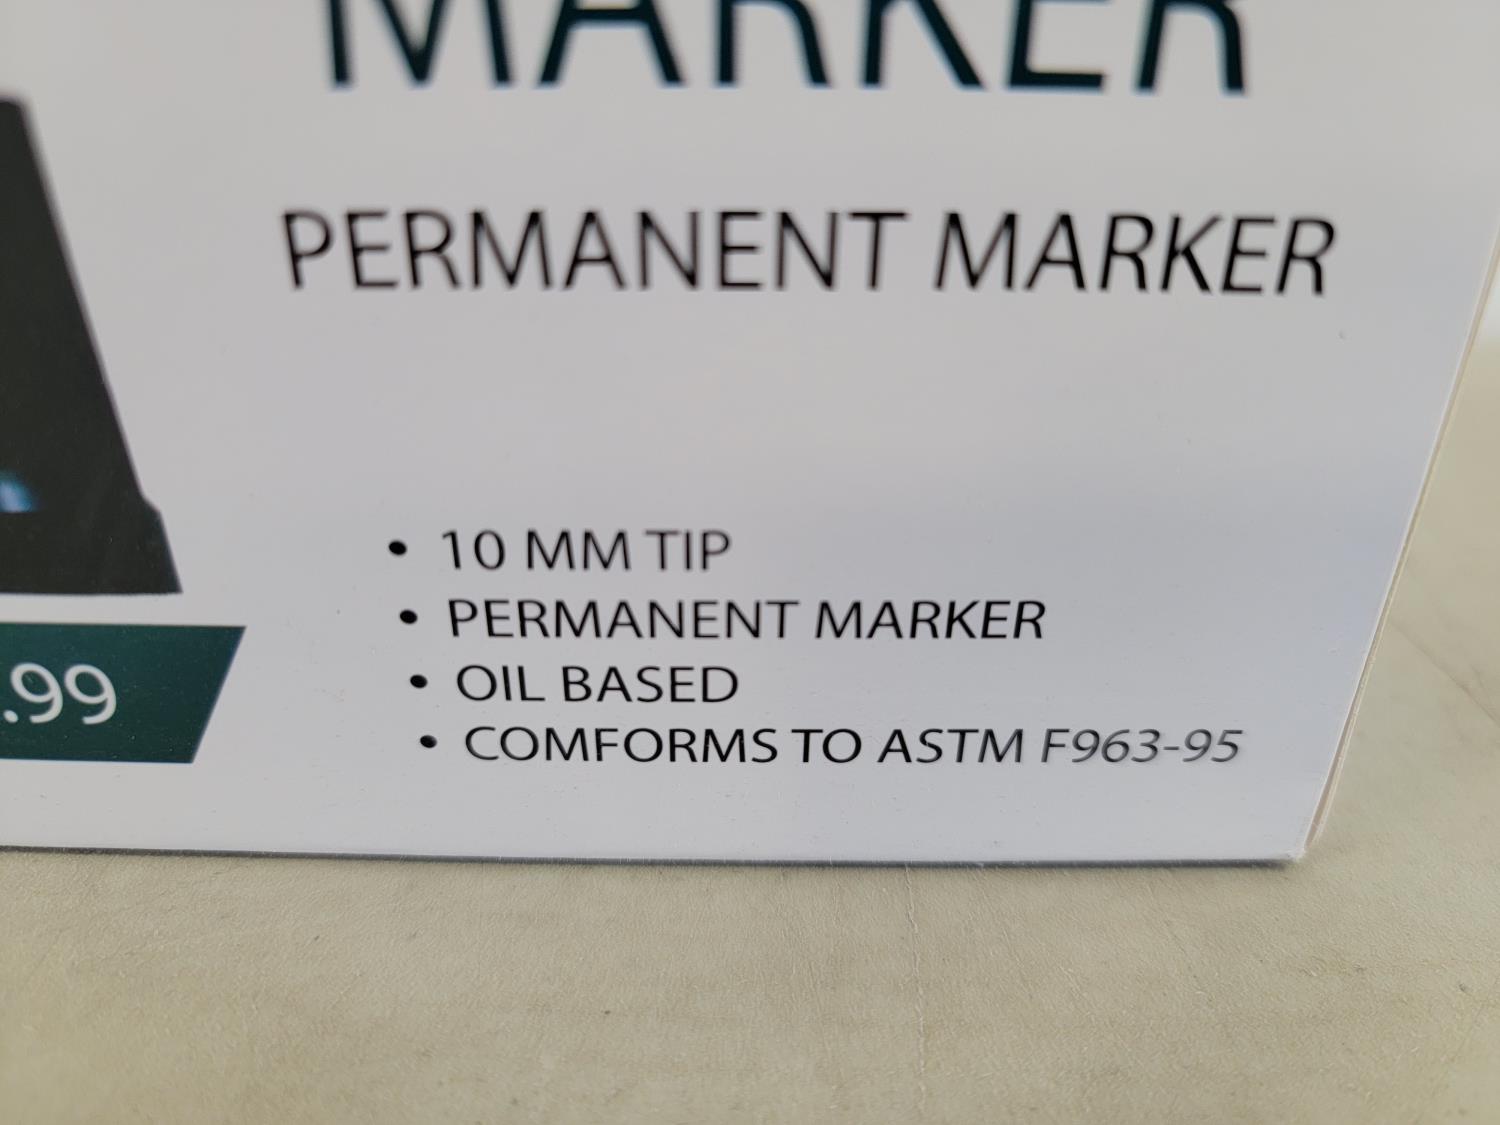 MARKER
PERMANENT MARKER
• 10 MM TIP
• PERMANENT MARKER
• OIL BASED
• COMFORMS TO ASTM F963-95
.99